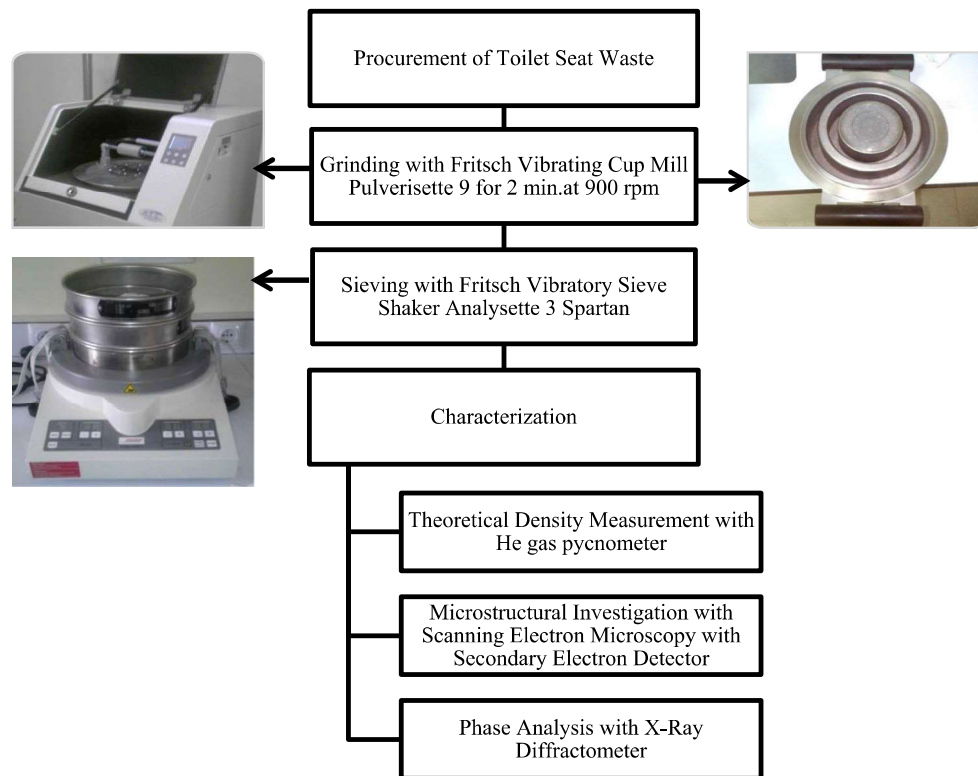 Procurement of Toilet Seat Waste
Grinding with Fritsch Vibrating Cup Mill
Pulverisette 9 for 2 min.at 900 rpm
Sieving with Fritsch Vibratory Sieve
Shaker Analysette 3 Spartan
Characterization
Theoretical Density Measurement with
He gas pycnometer
Microstructural Investigation with
Scanning Electron Microscopy with
Secondary Electron Detector
Phase Analysis with X-Ray
Diffractometer